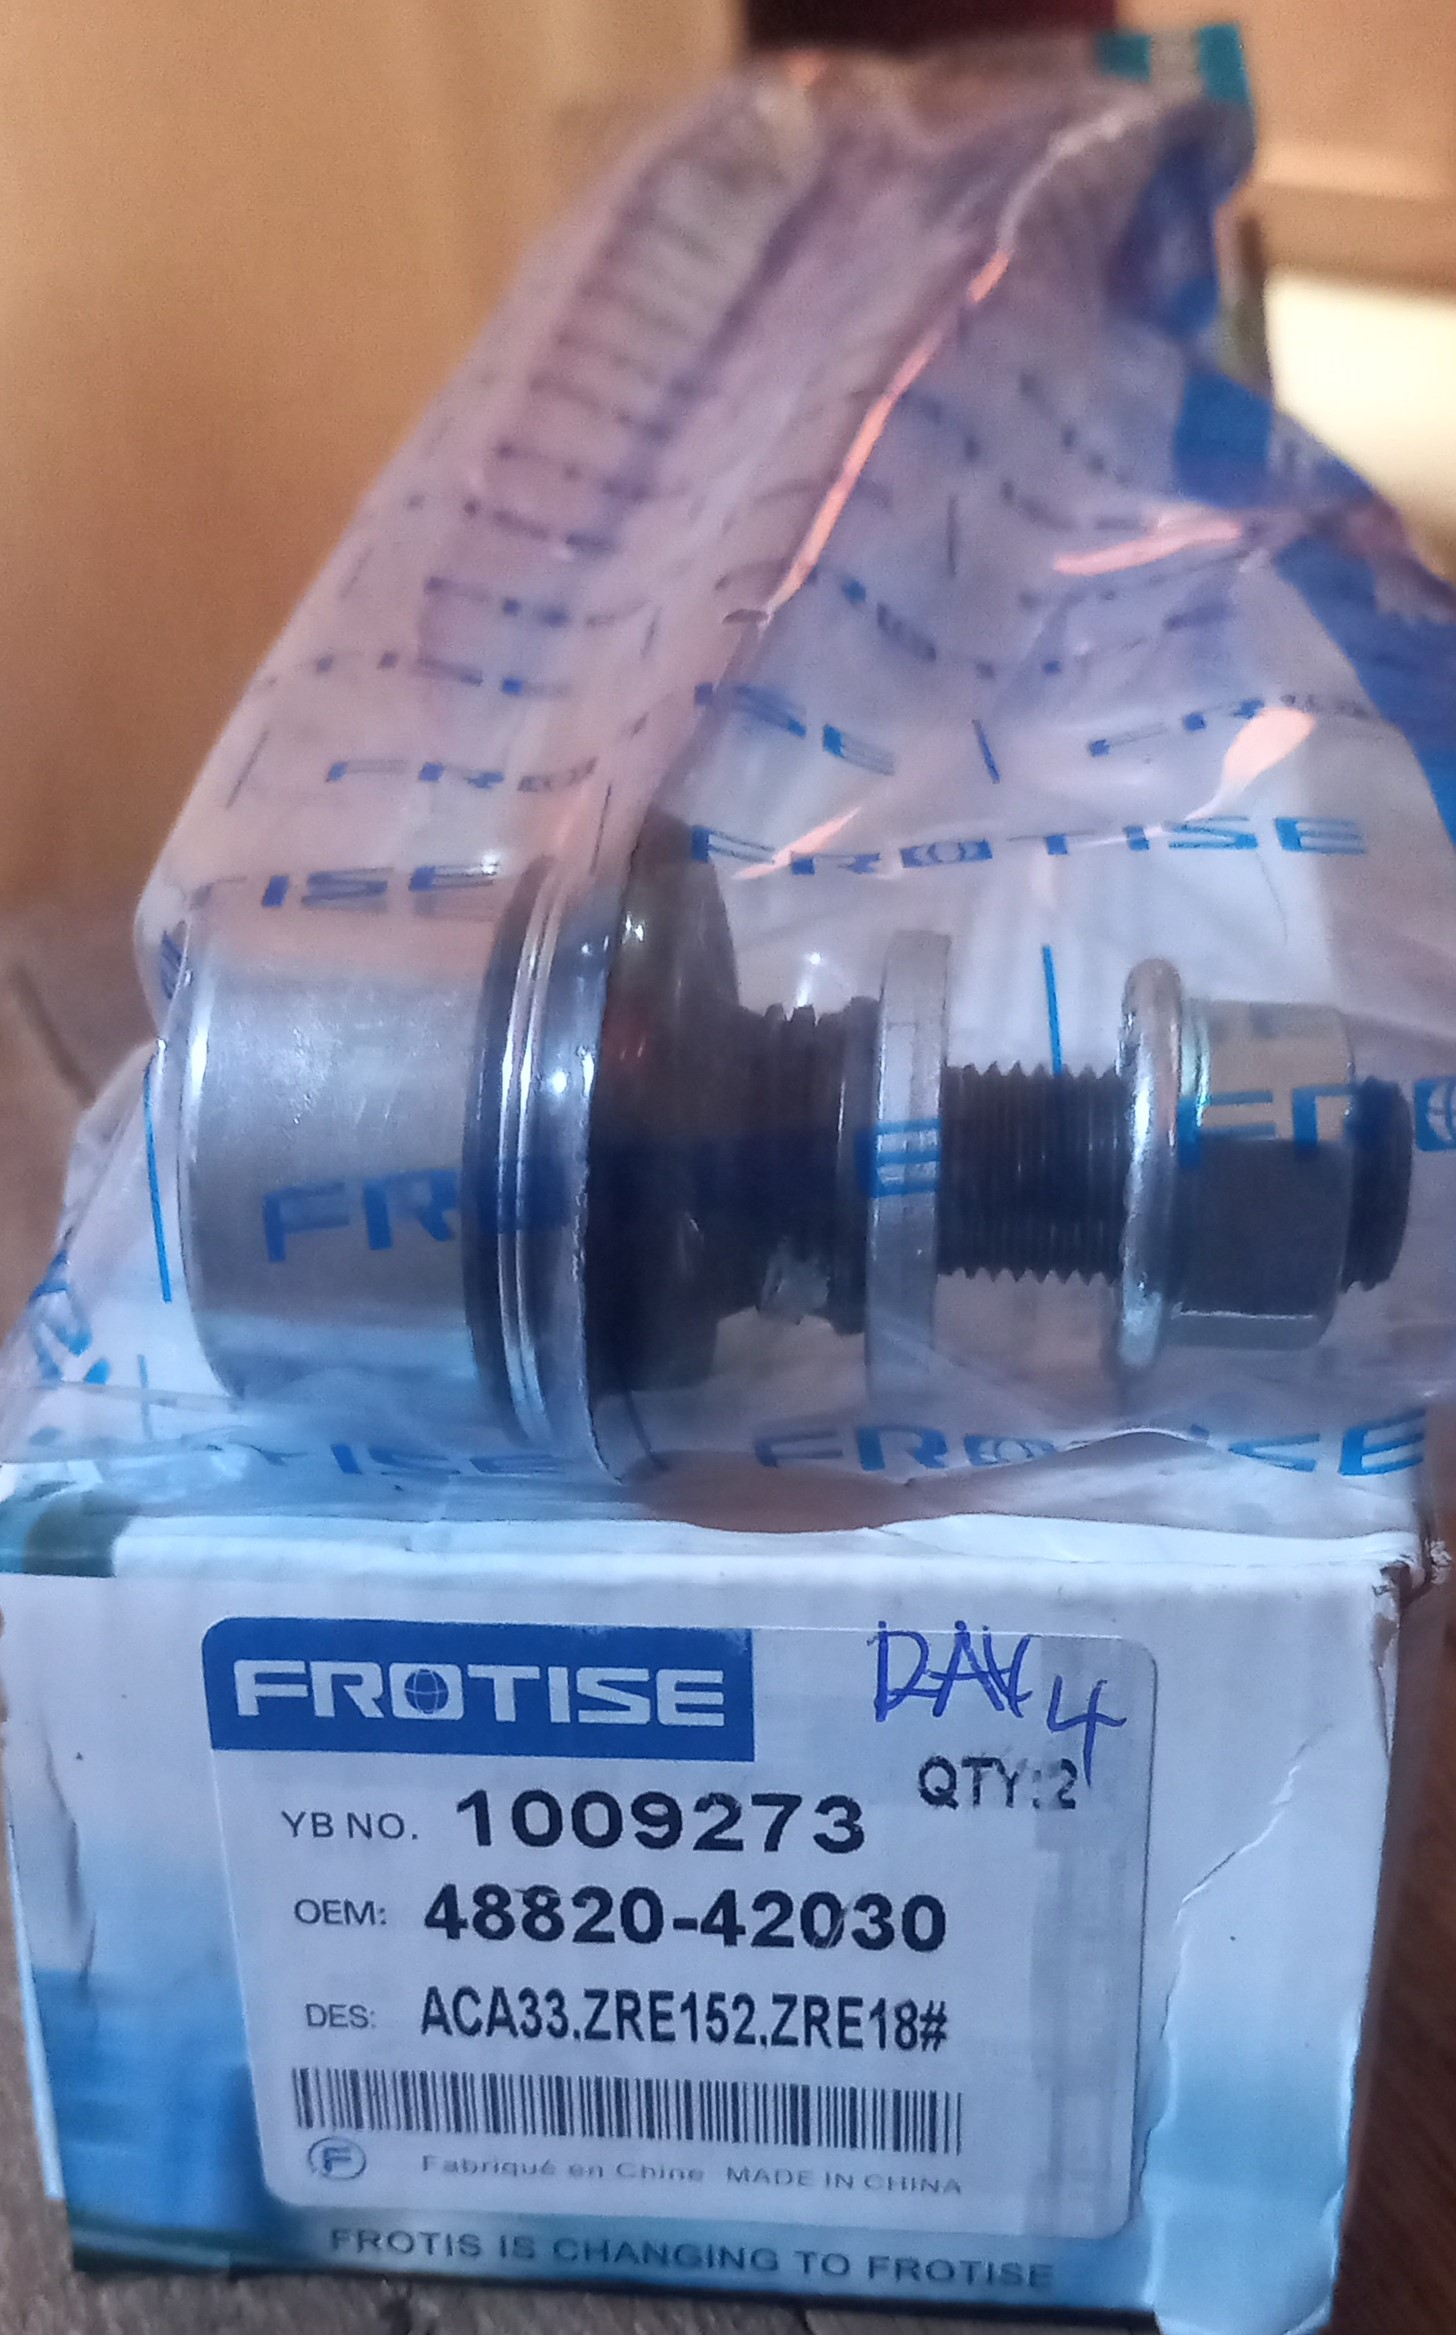 FROTISE
FROTISE
FROTISE
RAV4
QTY:2
YB NO. 1009273
OEM: 48820-42030
DES: ACA33.ZRE152.ZRE18#
F
Fabriqué en Chine MADE IN CHINA
FROTIS IS CHANGING TO FROTISE